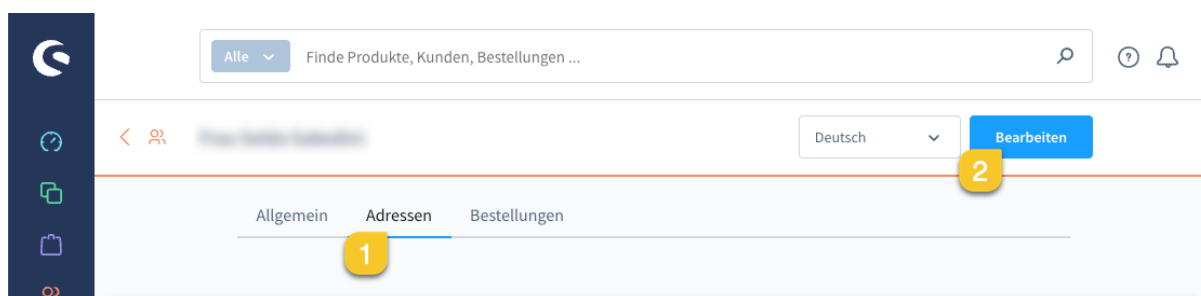 Alle Finde Produkte, Kunden, Bestellungen ...
Deutsch Bearbeiten
2
Allgemein Adressen Bestellungen
1